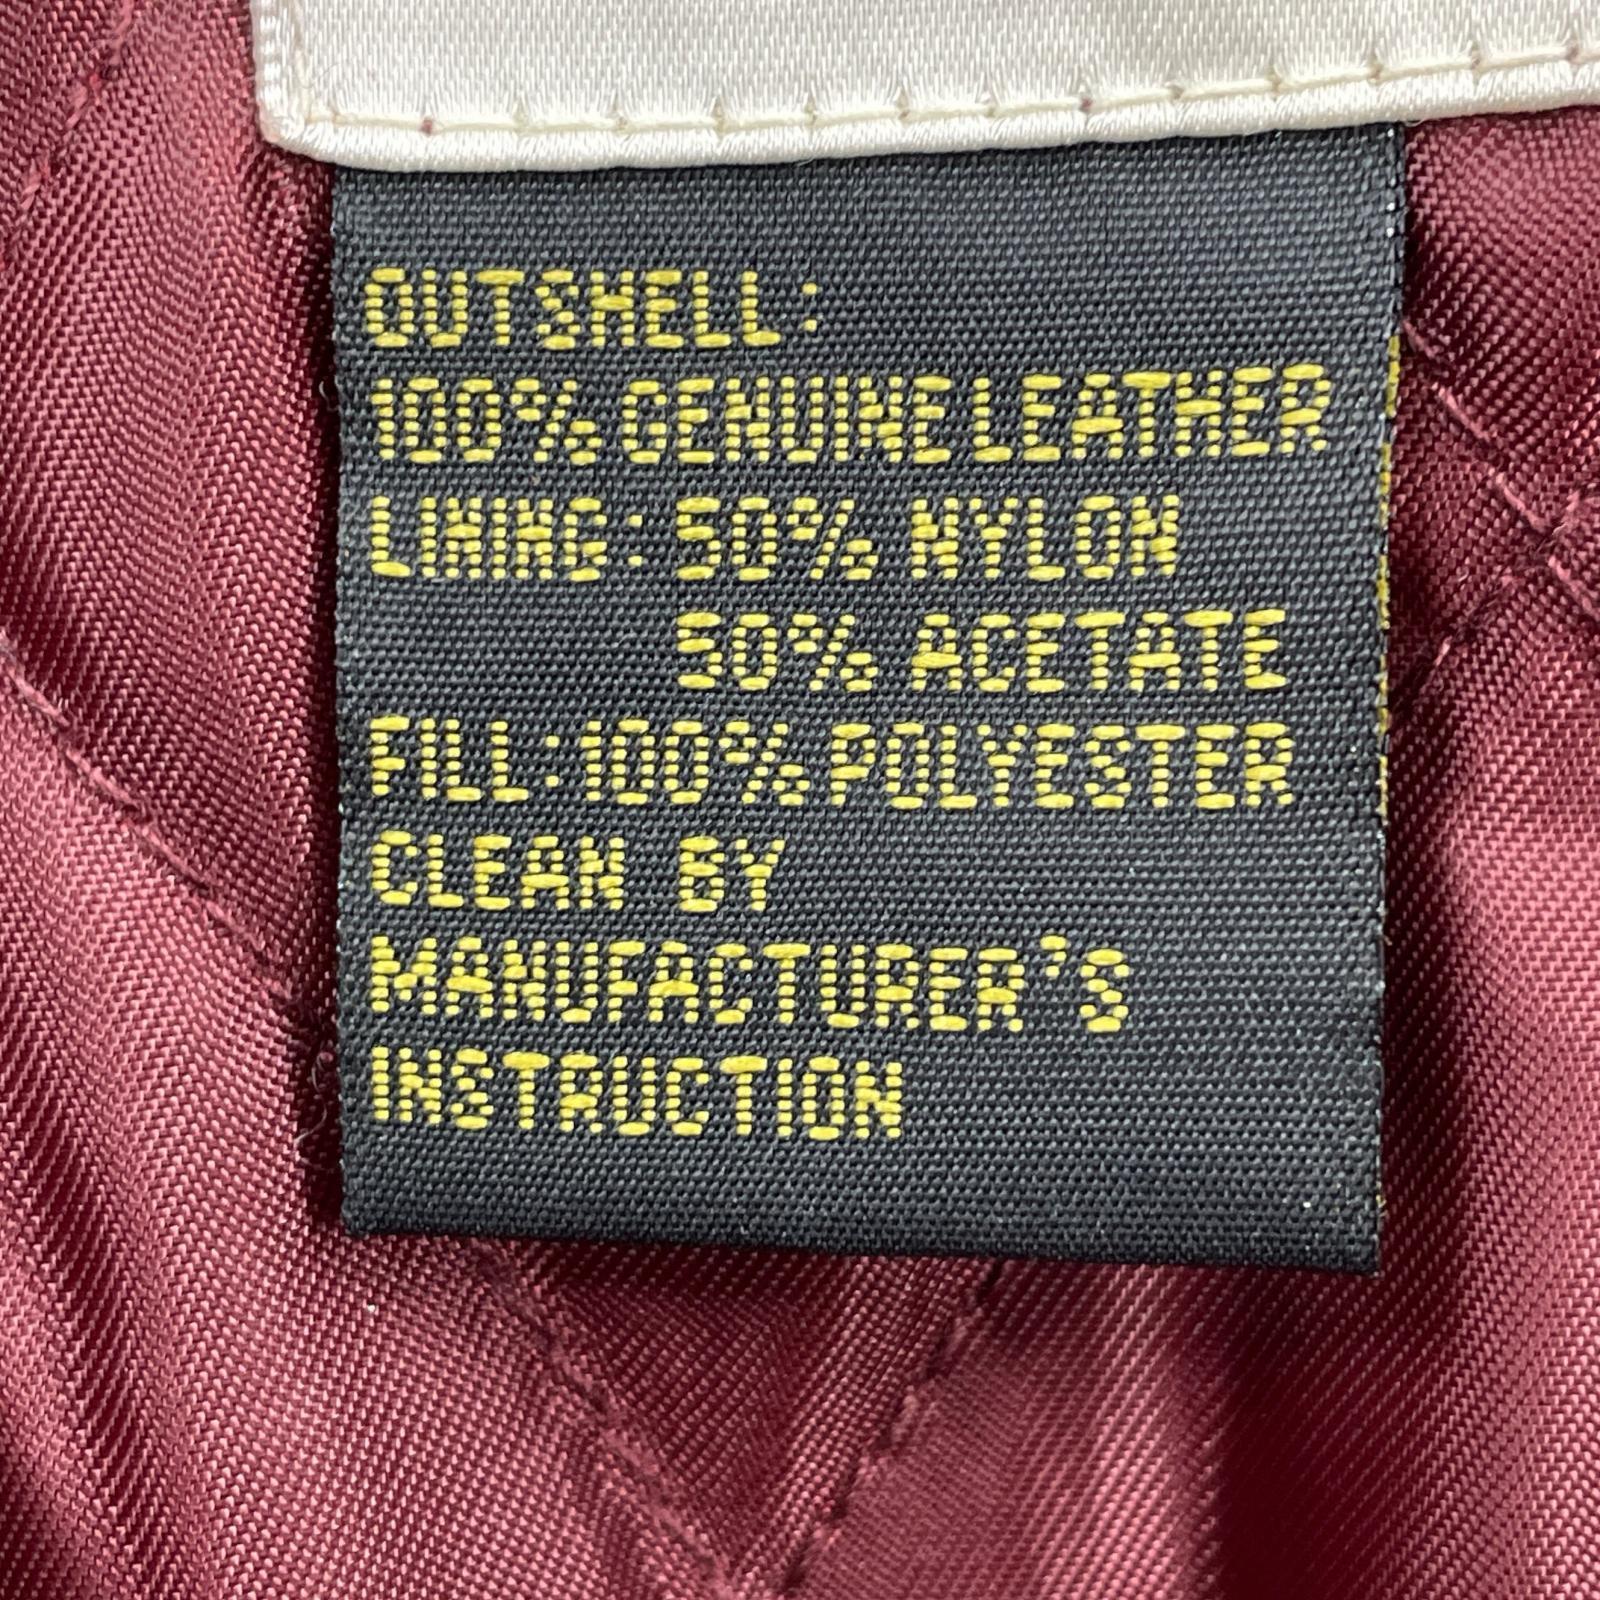 OUTSHELL:
100% GENUINE LEATHER
LINING: 50% NYLON
50% ACETATE
FILL:100% POLYESTER
CLEAN BY
MANUFACTURER'S
INSTRUCTION